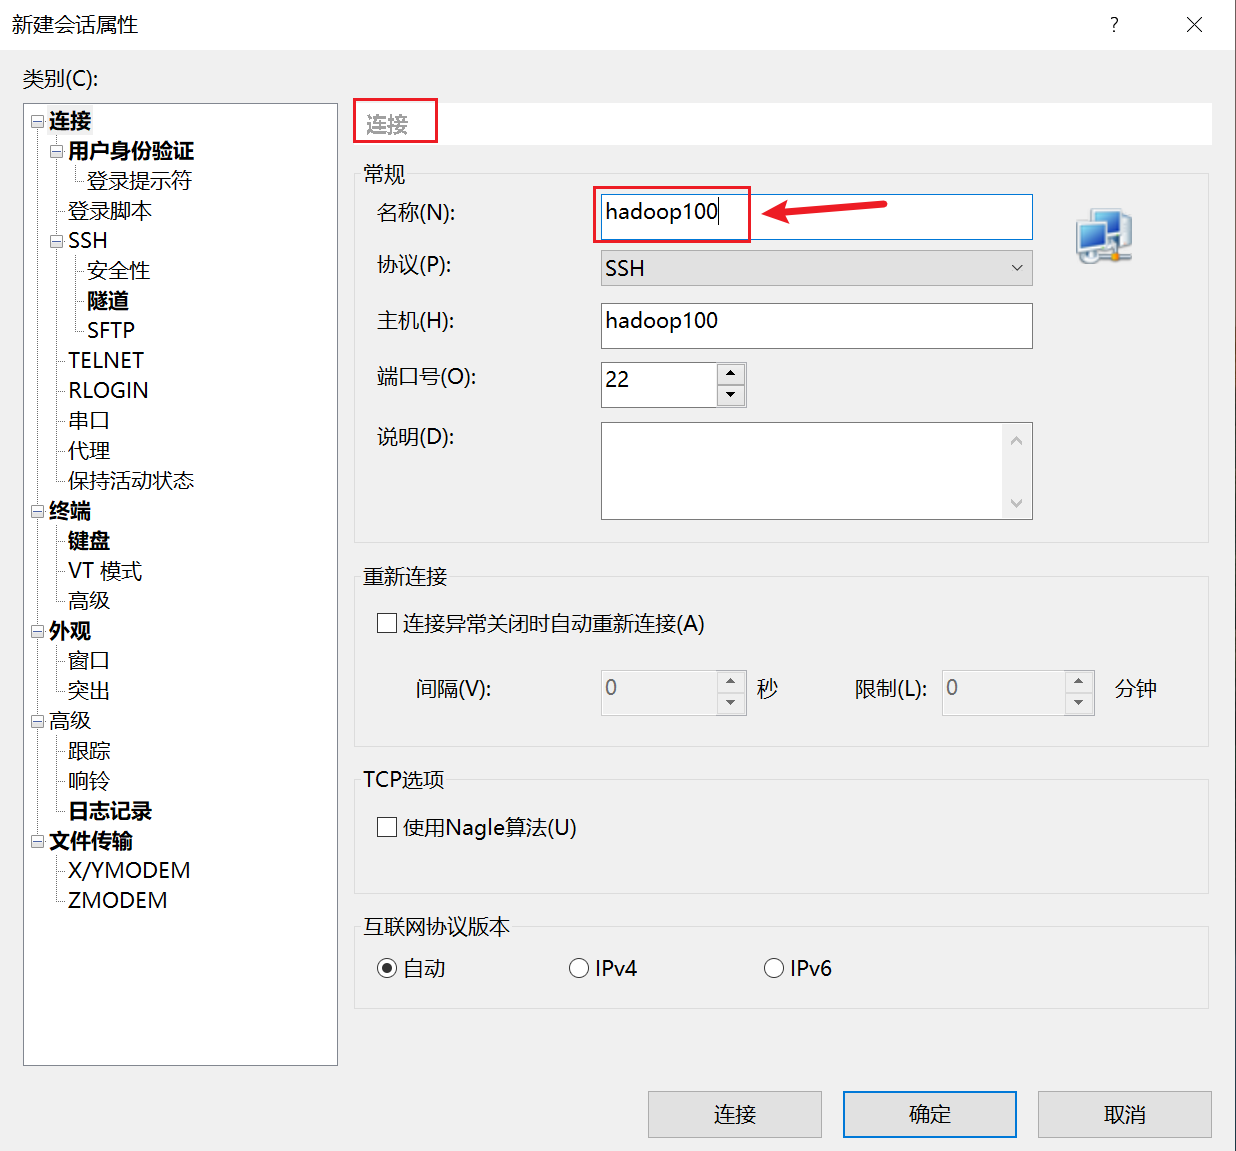 新建会话属性
?
类别(C):
连接
用户身份验证
登录提示符
登录脚本
SSH
安全性
隧道
SFTP
TELNET
RLOGIN
串口
代理
保持活动状态
终端
键盘
VT 模式
高级
外观
窗口
突出
高级
跟踪
响铃
日志记录
文件传输
X/YMODEM
ZMODEM
连接
常规
名称(N): hadoop100
协议(P): SSH
主机(H): hadoop100
端口号(O): 22
说明(D):
重新连接
连接异常关闭时自动重新连接(A)
间隔(V): 0 秒 限制(L): 0 分钟
TCP选项
使用Nagle算法(U)
互联网协议版本
自动 IPv4 IPv6
连接 确定 取消